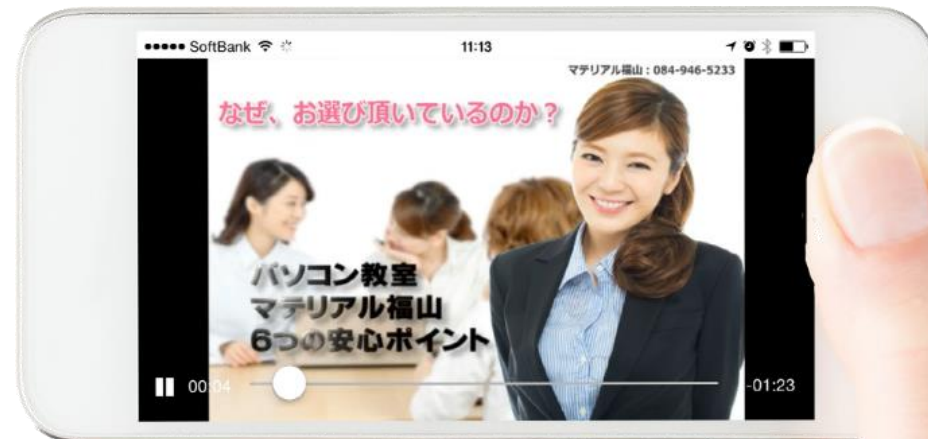 SoftBank 11:13
マテリアル福山：084-946-5233
なぜ、お選び頂いているのか？
パソコン教室
マテリアル福山
6つの安心ポイント
00:04 -01:23